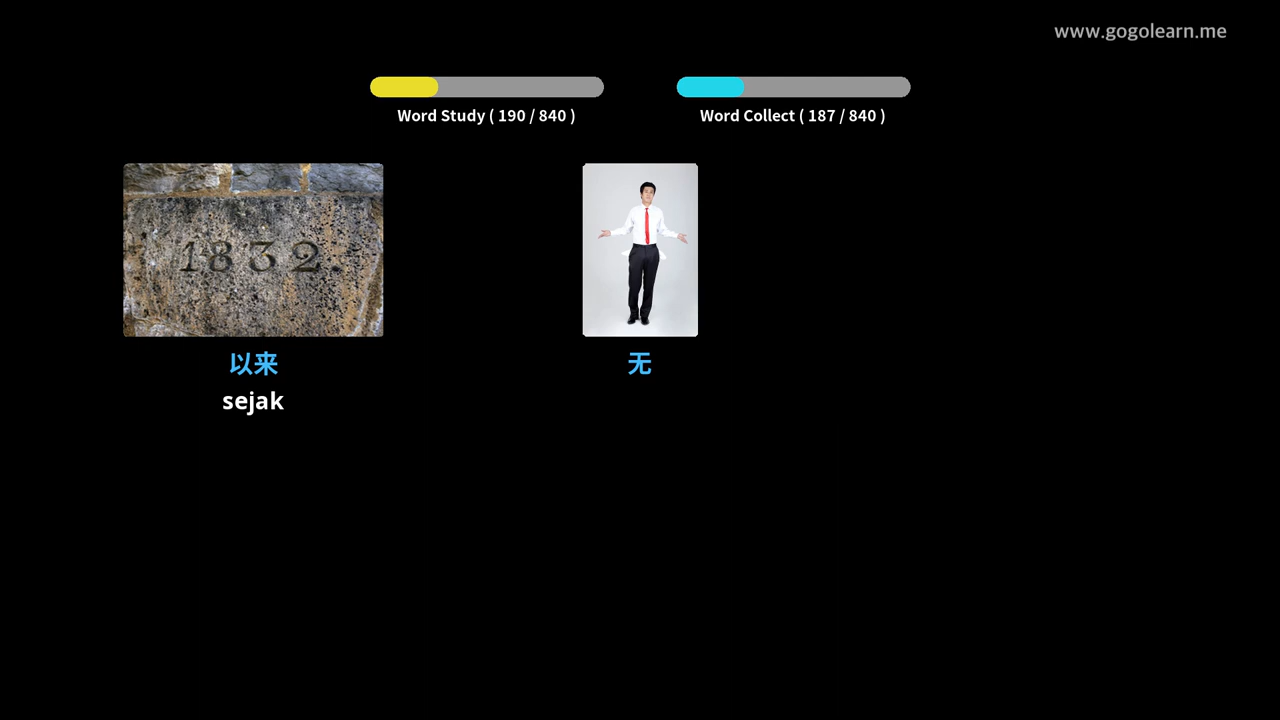 www.gogolearn.me
Word Study ( 190 / 840 )
Word Collect ( 187 / 840 )
1832.
以来
sejak
无